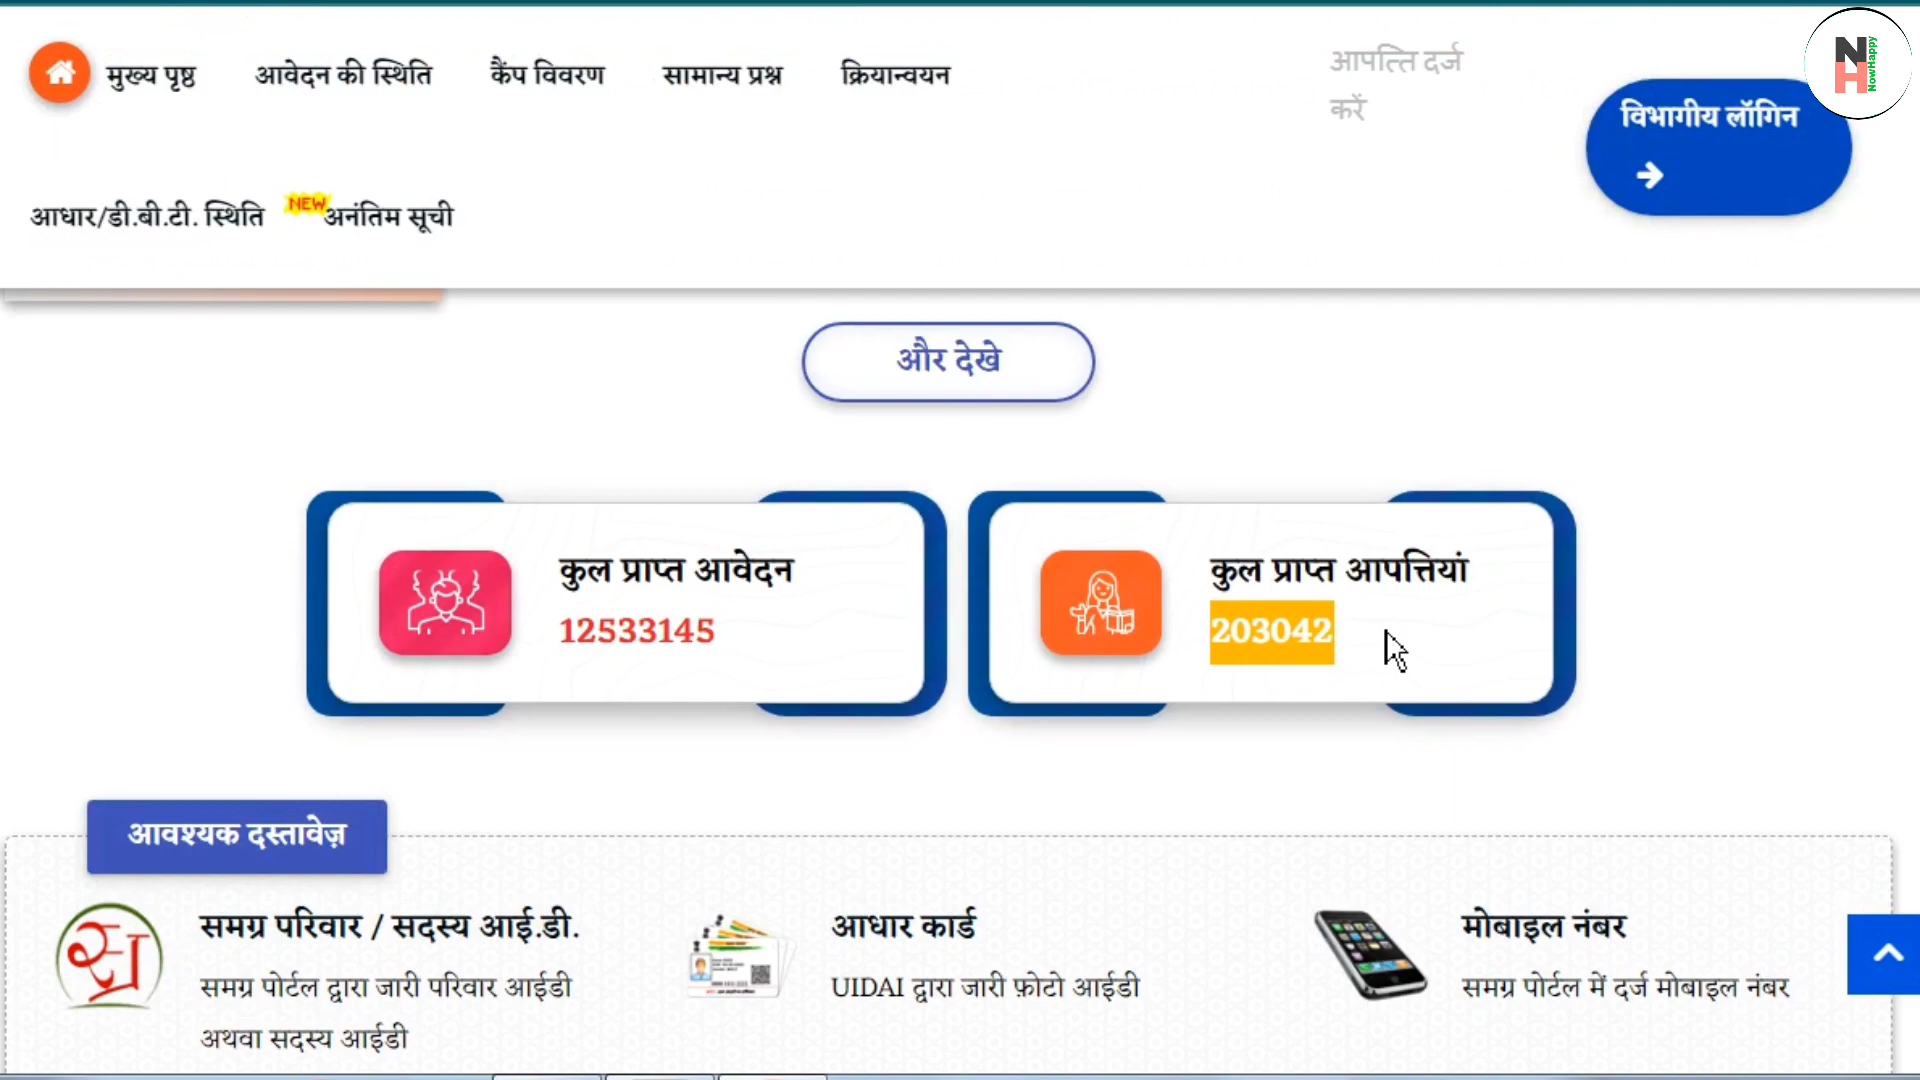 मुख्य पृष्ठ
आवेदन की स्थिति
कैंप विवरण
सामान्य प्रश्न
क्रियान्वयन
आपत्ति दर्ज
करें
विभागीय लॉगिन
NH
NowHappy
आधार/डी.बी.टी. स्थिति
NEW
अनंतिम सूची
और देखे
कुल प्राप्त आवेदन
12533145
कुल प्राप्त आपत्तियां
203042
आवश्यक दस्तावेज़
समग्र परिवार / सदस्य आई.डी.
समग्र पोर्टल द्वारा जारी परिवार आईडी
अथवा सदस्य आईडी
आधार कार्ड
UIDAI द्वारा जारी फ़ोटो आईडी
मोबाइल नंबर
समग्र पोर्टल में दर्ज मोबाइल नंबर
स्र